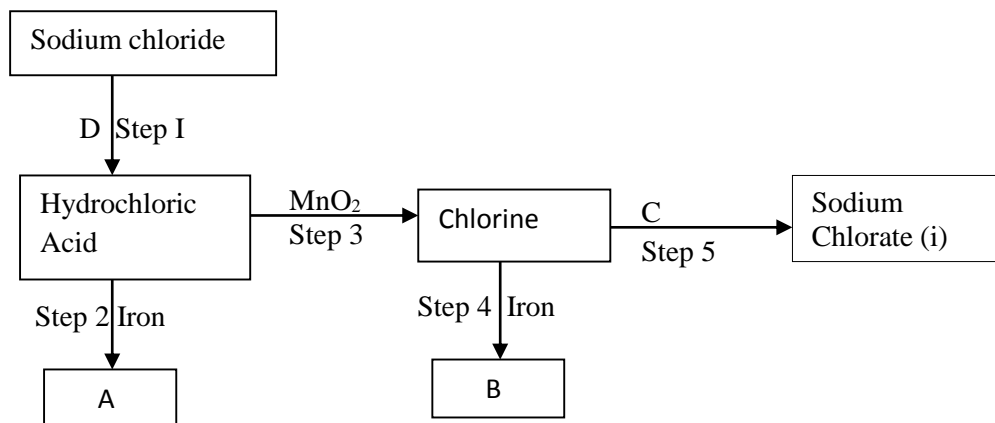 Sodium chloride
D Step I
Hydrochloric
Acid
MnO₂
Step 3
Chlorine
C
Step 5
Sodium
Chlorate (i)
Step 2 Iron
Step 4 Iron
A
B